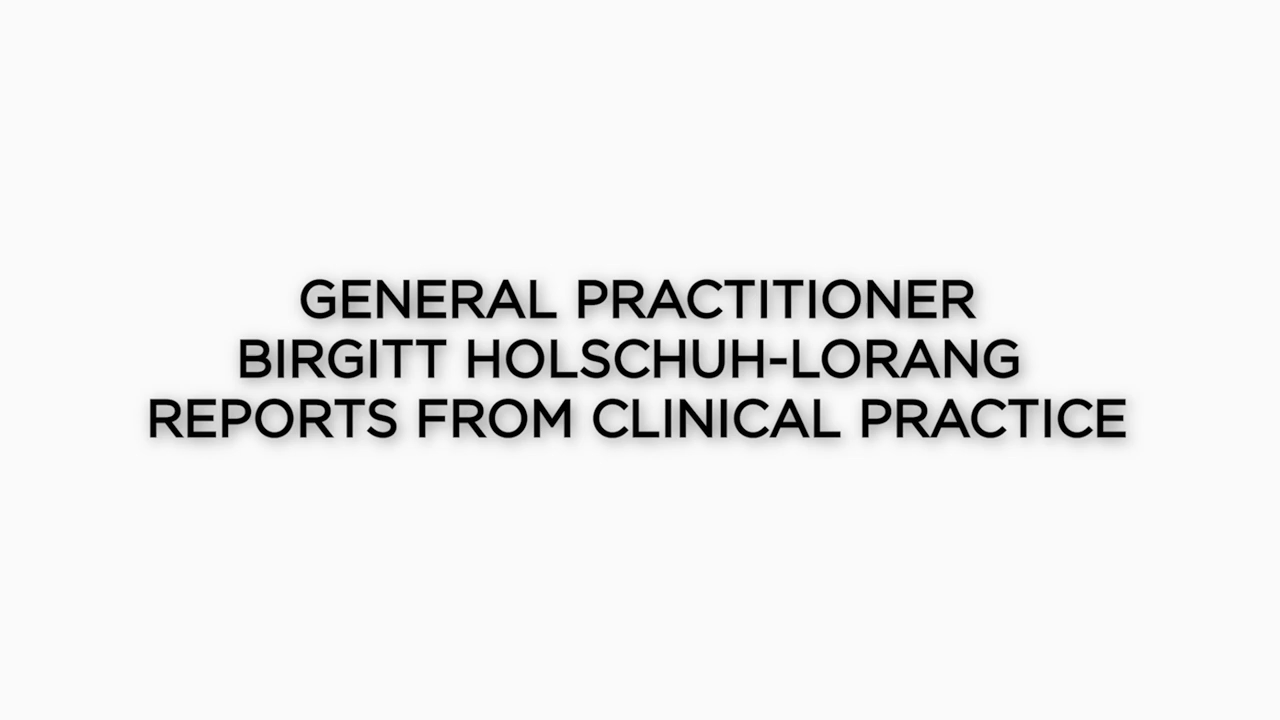 GENERAL PRACTITIONER
BIRGITT HOLSCHUH-LORANG
REPORTS FROM CLINICAL PRACTICE